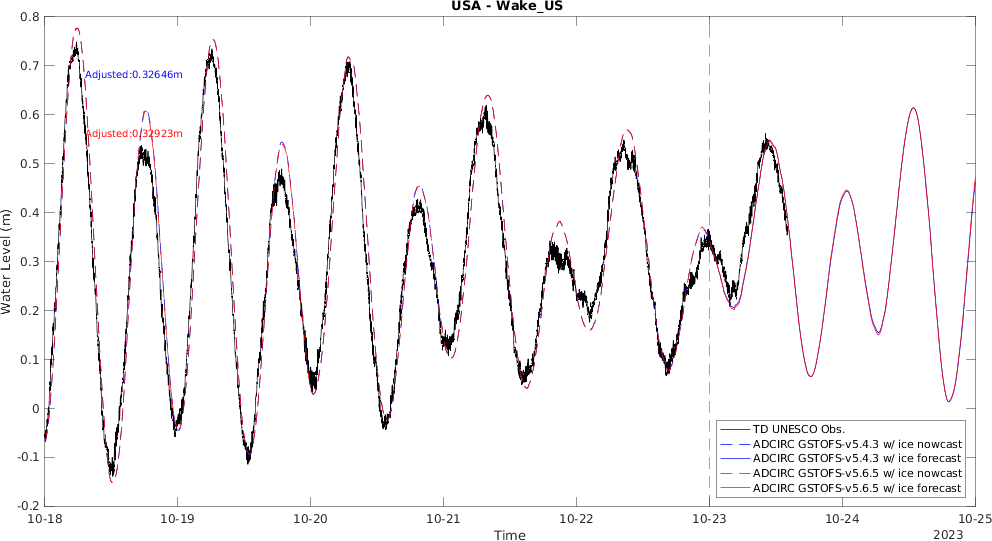 USA - Wake_US
0.8
0.7
0.6
0.5
0.4
0.3
0.2
0.1
0
-0.1
-0.2
Water Level (m)
Adjusted:0.32646m
Adjusted:0.32923m
TD UNESCO Obs.
ADCIRC GSTOFS-v5.4.3 w/ ice nowcast
ADCIRC GSTOFS-v5.4.3 w/ ice forecast
ADCIRC GSTOFS-v5.6.5 w/ ice nowcast
ADCIRC GSTOFS-v5.6.5 w/ ice forecast
10-18 10-19 10-20 10-21 10-22 10-23 10-24 10-25
Time
2023